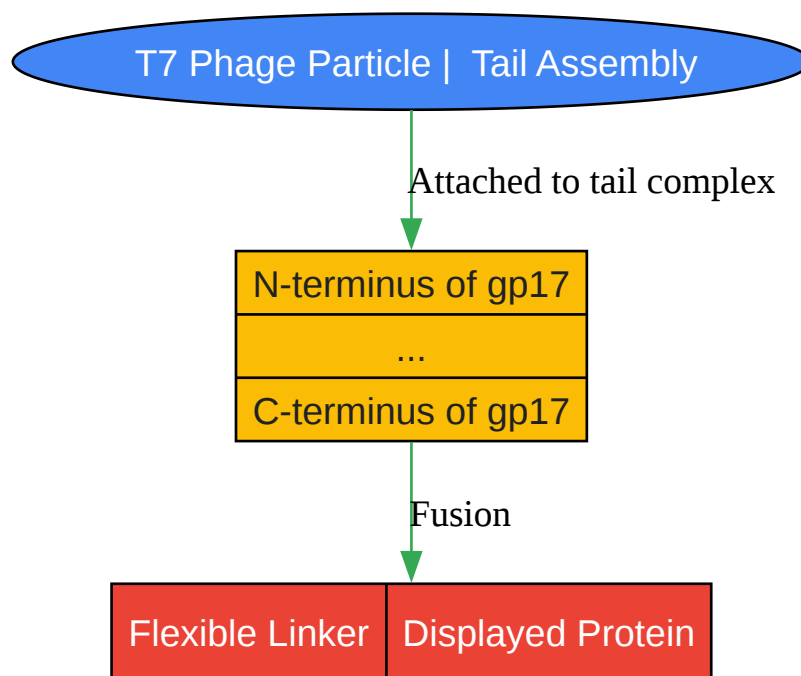 T7 Phage Particle | Tail Assembly
Attached to tail complex
N-terminus of gp17
...
C-terminus of gp17
Fusion
Flexible Linker Displayed Protein